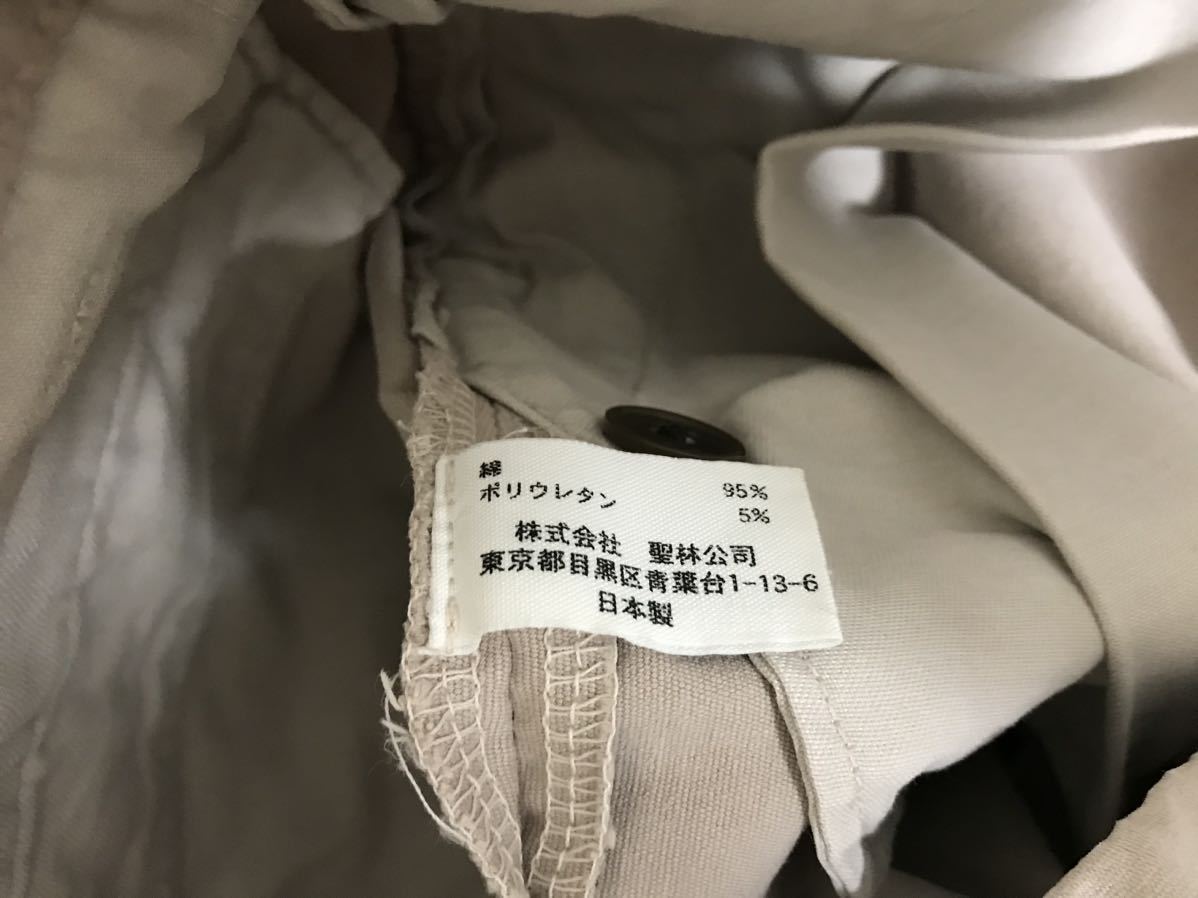 綿 95%
ポリウレタン 5%
株式会社 聖林公司
東京都目黒区青葉台1-13-6
日本製